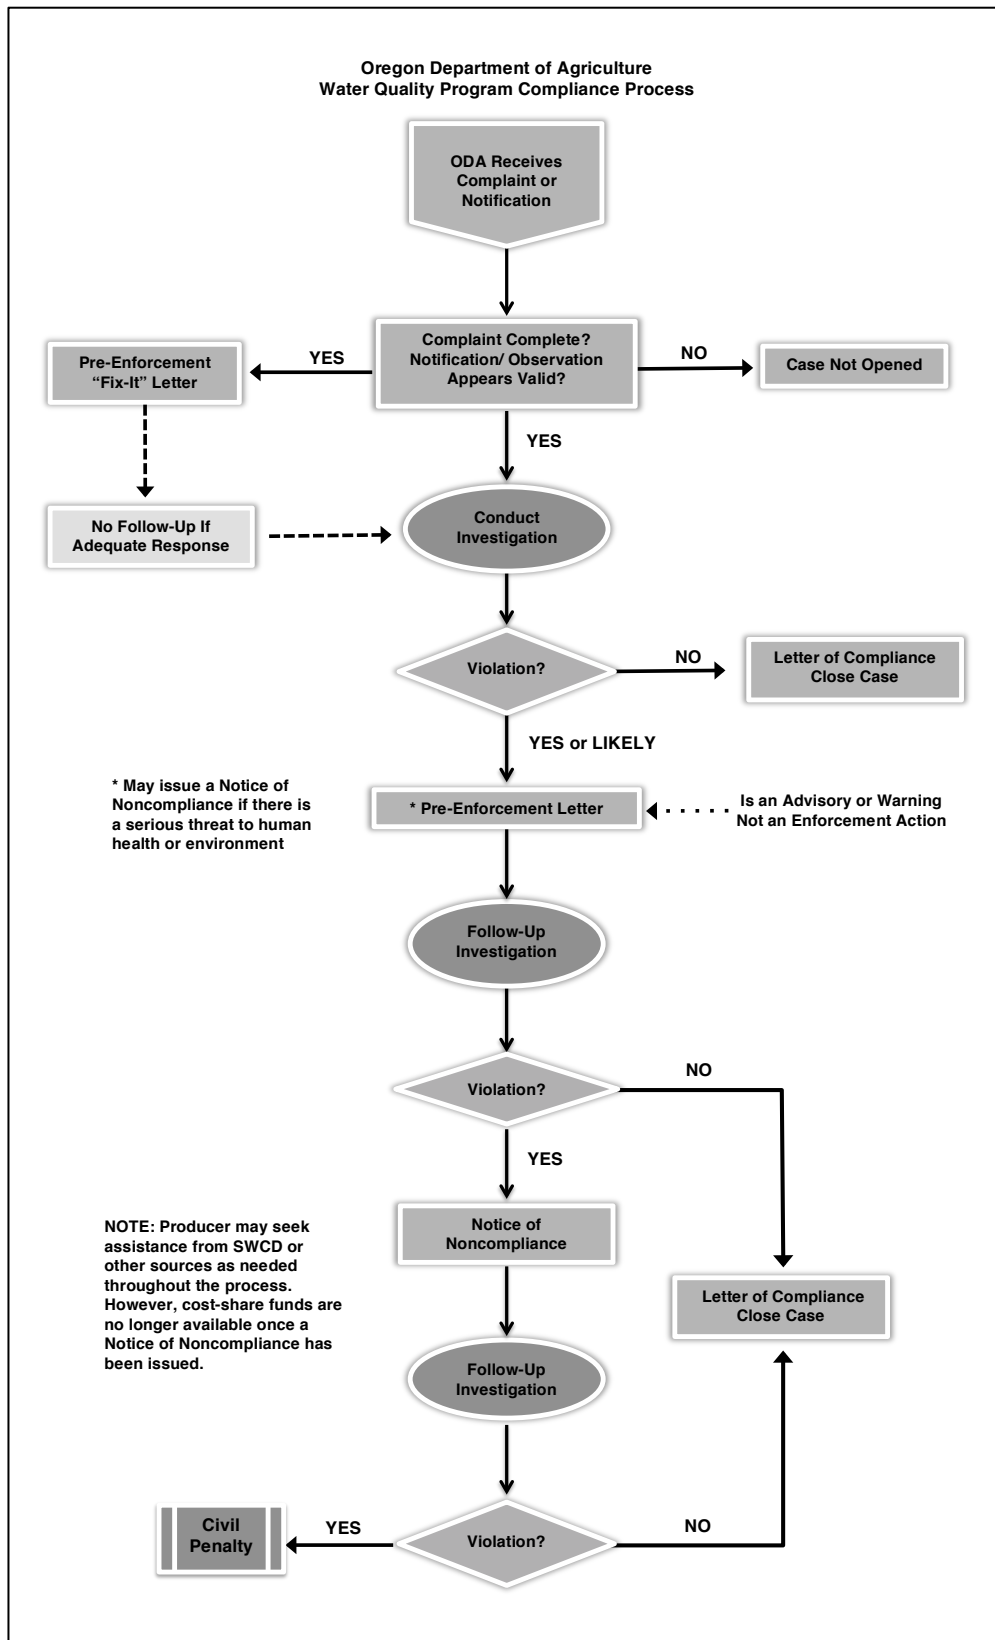 Oregon Department of Agriculture
Water Quality Program Compliance Process
ODA Receives
Complaint or
Notification
Complaint Complete?
Notification/ Observation
Appears Valid?
YES
Pre-Enforcement
“Fix-It” Letter
NO
Case Not Opened
YES
No Follow-Up If
Adequate Response
Conduct
Investigation
Violation?
NO
Letter of Compliance
Close Case
YES or LIKELY
* May issue a Notice of
Noncompliance if there is
a serious threat to human
health or environment
* Pre-Enforcement Letter
Is an Advisory or Warning
Not an Enforcement Action
Follow-Up
Investigation
Violation?
NO
YES
Notice of
Noncompliance
NOTE: Producer may seek
assistance from SWCD or
other sources as needed
throughout the process.
However, cost-share funds are
no longer available once a
Notice of Noncompliance has
been issued.
Letter of Compliance
Close Case
Follow-Up
Investigation
Violation?
YES
Civil
Penalty
NO